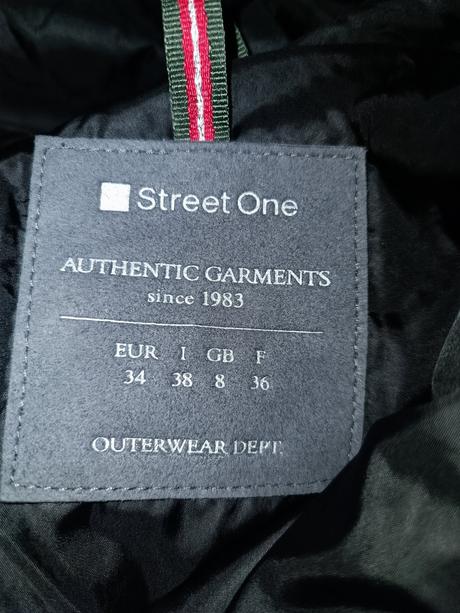 Street One
AUTHENTIC GARMENTS
since 1983
EUR I GB F
34 38 8 36
OUTERWEAR DEPT.